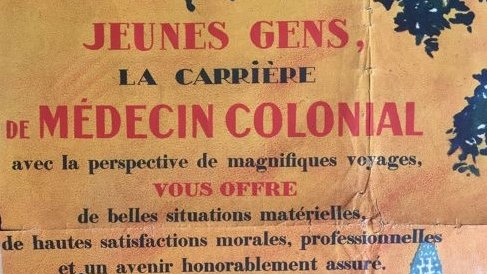 JEUNES GENS,
LA CARRIÈRE
DE MÉDECIN COLONIAL
avec la perspective de magnifiques voyages,
VOUS OFFRE
de belles situations matérielles,
de hautes satisfactions morales, professionnelles
et un avenir honorablement assuré.